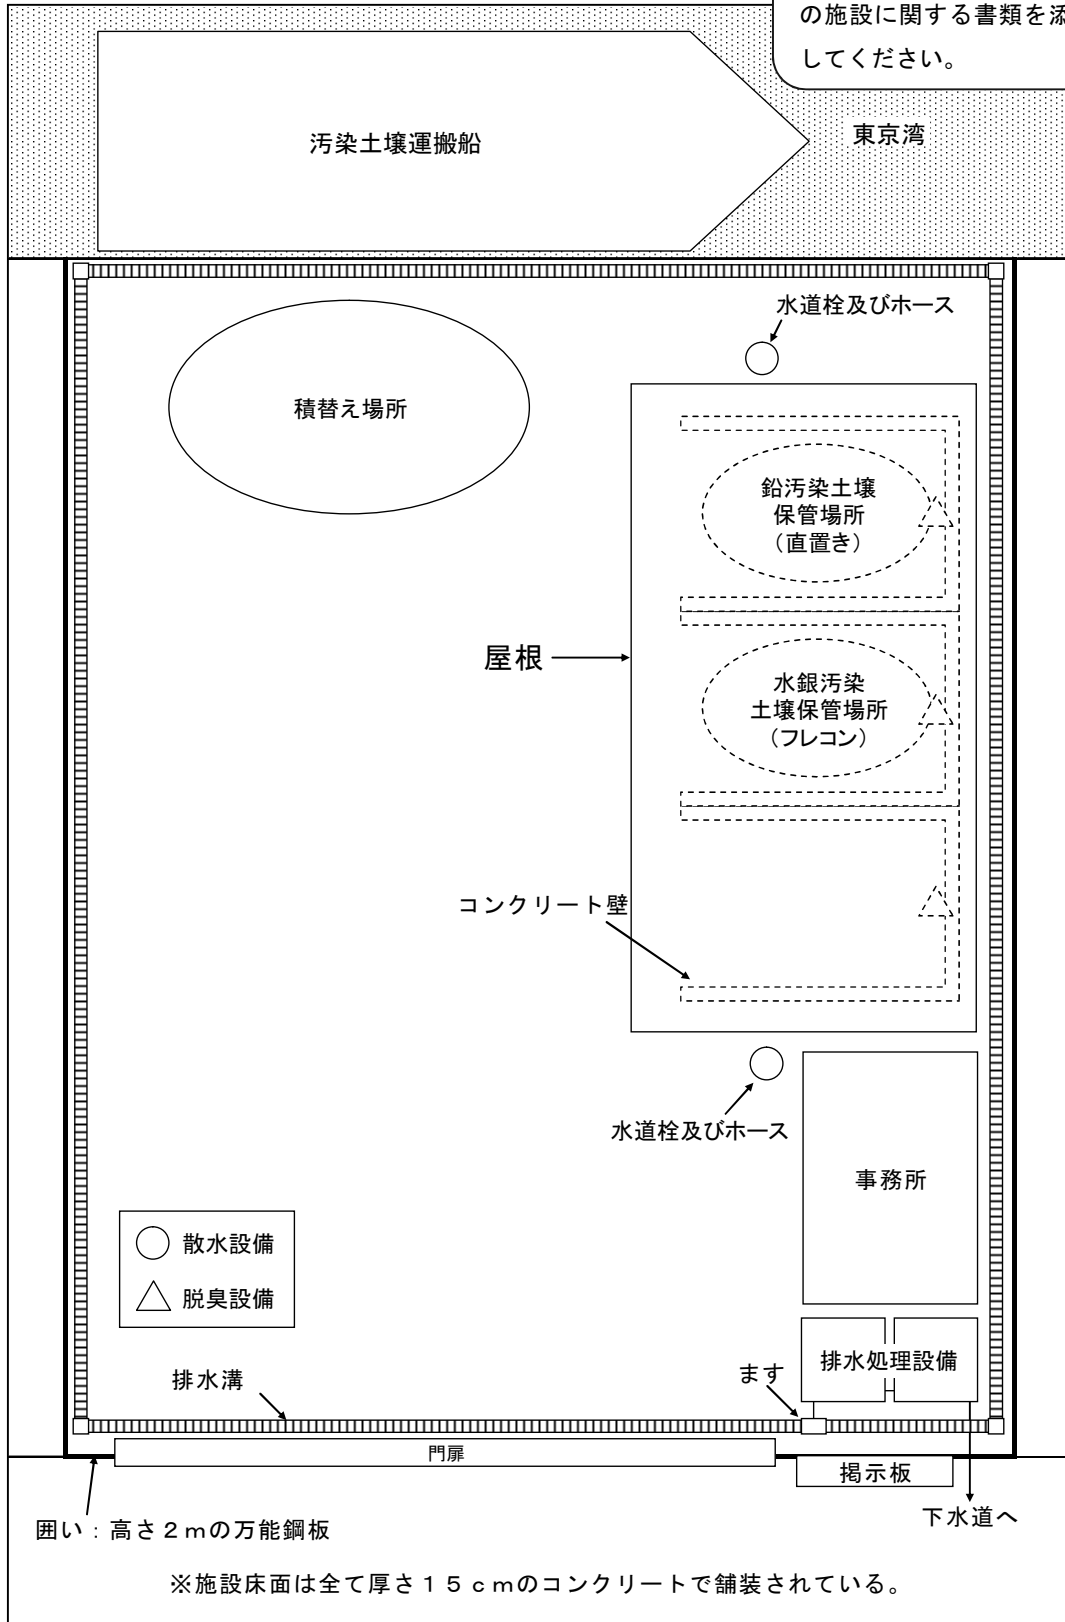 の施設に関する書類を添
してください。
汚染土壌運搬船
東京湾
水道栓及びホース
積替え場所
鉛汚染土壌
保管場所
（直置き）
屋根
水銀汚染
土壌保管場所
（フレコン）
コンクリート壁
水道栓及びホース
事務所
散水設備
脱臭設備
排水処理設備
排水溝
ます
門扉
掲示板
下水道へ
囲い：高さ２ｍの万能鋼板
※施設床面は全て厚さ１５ｃｍのコンクリートで舗装されている。